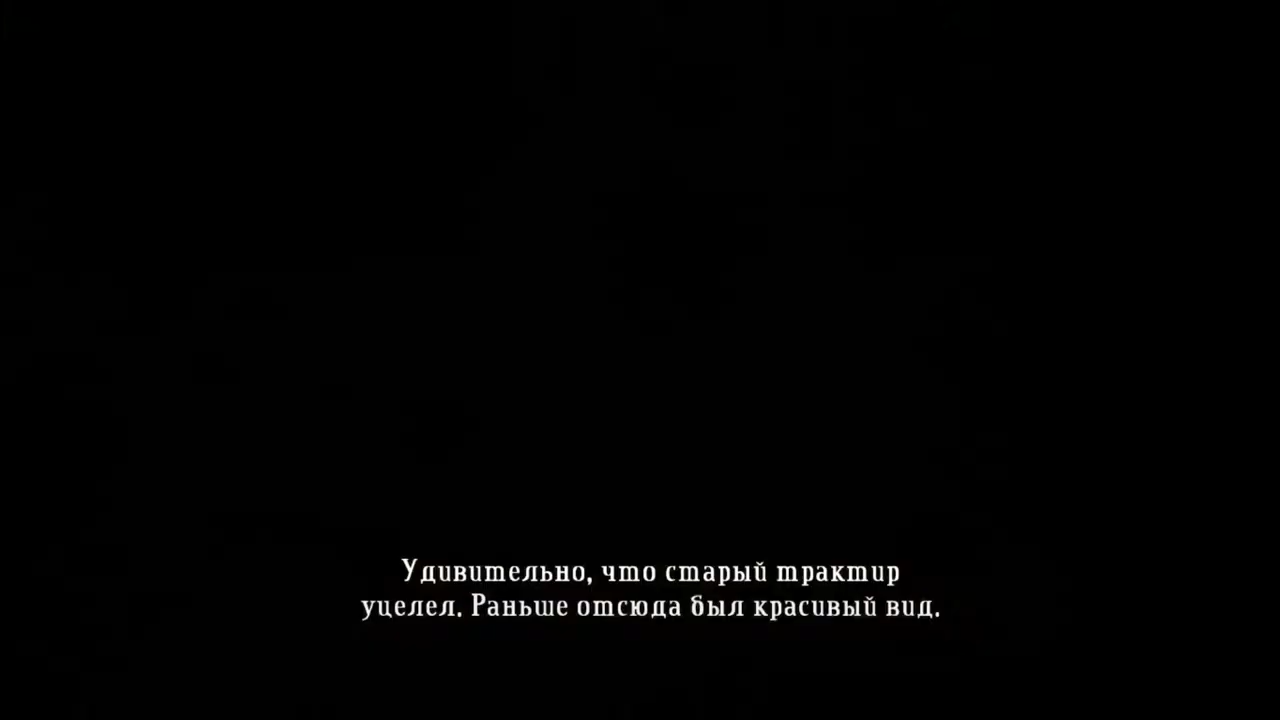 Удивительно, что старый трактир
уцелел. Раньше отсюда был красивый вид.